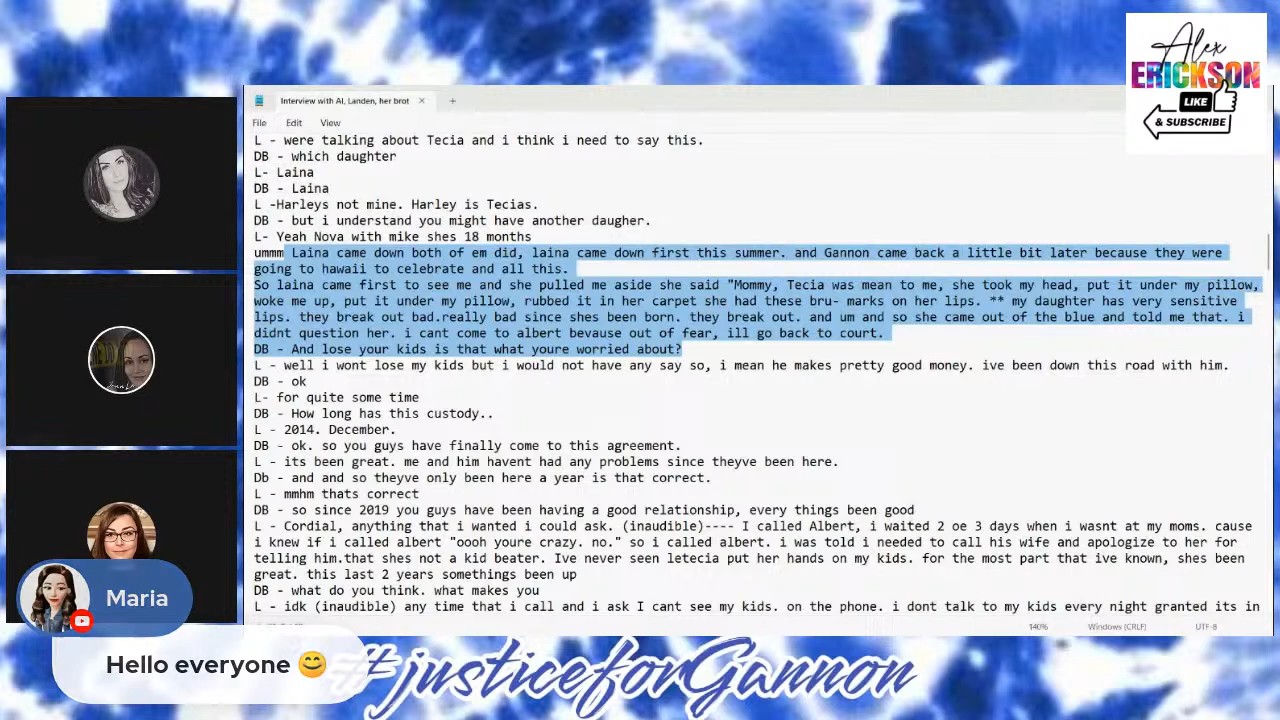 Alex
ERICKSON
LIKE
& SUBSCRIBE
Interview with AI, Landen, her brot
File Edit View
L - were talking about Tecia and i think i need to say this.
DB - which daughter
L- Laina
DB - Laina
L -Harleys not mine. Harley is Tecias.
DB - but i understand you might have another daugher.
L- Yeah Nova with mike shes 18 months
ummm Laina came down both of em did, laina came down first this summer. and Gannon came back a little bit later because they were
going to hawaii to celebrate and all this.
So laina came first to see me and she pulled me aside she said "Mommy, Tecia was mean to me, she took my head, put it under my pillow,
woke me up, put it under my pillow, rubbed it in her carpet she had these bru- marks on her lips. ** my daughter has very sensitive
lips. they break out bad.really bad since shes been born. they break out. and um and so she came out of the blue and told me that. i
didnt question her. i cant come to albert bevause out of fear, ill go back to court.
DB - And lose your kids is that what youre worried about?
L - well i wont lose my kids but i would not have any say so, i mean he makes pretty good money. ive been down this road with him.
DB - ok
L- for quite some time
DB - How long has this custody..
L - 2014. December.
DB - ok. so you guys have finally come to this agreement.
L - its been great. me and him havent had any problems since theyve been here.
Db - and and so theyve only been here a year is that correct.
L - mmhm thats correct
DB - so since 2019 you guys have been having a good relationship, every things been good
L - Cordial, anything that i wanted i could ask. (inaudible)---- I called Albert, i waited 2 oe 3 days when i wasnt at my moms. cause
i knew if i called albert "oooh youre crazy. no." so i called albert. i was told i needed to call his wife and apologize to her for
telling him.that shes not a kid beater. Ive never seen letecia put her hands on my kids. for the most part that ive known, shes been
great. this last 2 years somethings been up
DB - what do you think. what makes you
L - idk (inaudible) any time that i call and i ask I cant see my kids. on the phone. i dont talk to my kids every night granted its in
140% Windows (CRLF) UTF-8
Maria
Hello everyone 😊
#justiceforGannon